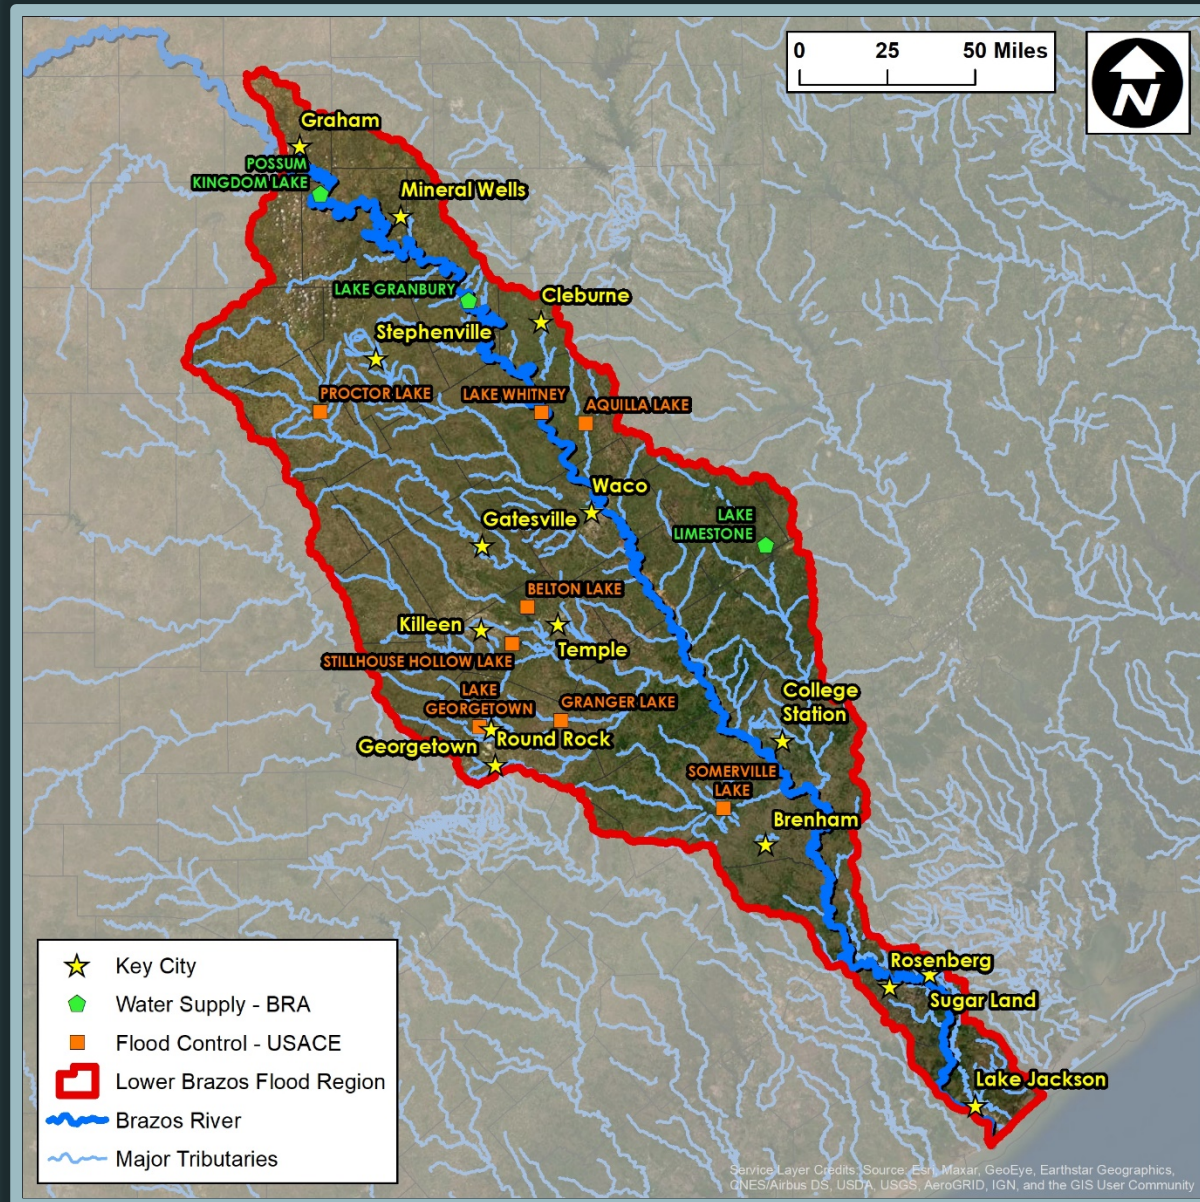 0 25 50 Miles
N
Graham
POSSUM
KINGDOM LAKE
Mineral Wells
LAKE GRANBURY
Cleburne
Stephenville
PROCTOR LAKE
LAKE WHITNEY
AQUILLA LAKE
Waco
Gatesville
LAKE
LIMESTONE
BELTON LAKE
Killeen
Temple
STILLHOUSE HOLLOW LAKE
LAKE
GEORGETOWN
GRANGER LAKE
College
Station
Georgetown
Round Rock
SOMERVILLE
LAKE
Brenham
Rosenberg
Sugar Land
Lake Jackson
Key City
Water Supply - BRA
Flood Control - USACE
Lower Brazos Flood Region
Brazos River
Major Tributaries
Service Layer Credits: Source: Esri, Maxar, GeoEye, Earthstar Geographics,
CNES/Airbus DS, USDA, USGS, AeroGRID, IGN, and the GIS User Community